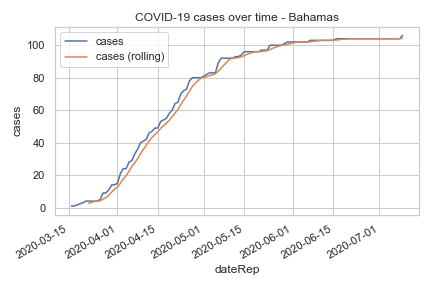 COVID-19 cases over time - Bahamas
cases
cases (rolling)
100
80
60
40
20
0
cases
2020-03-15
2020-04-01
2020-04-15
2020-05-01
2020-05-15
2020-06-01
2020-06-15
2020-07-01
dateRep